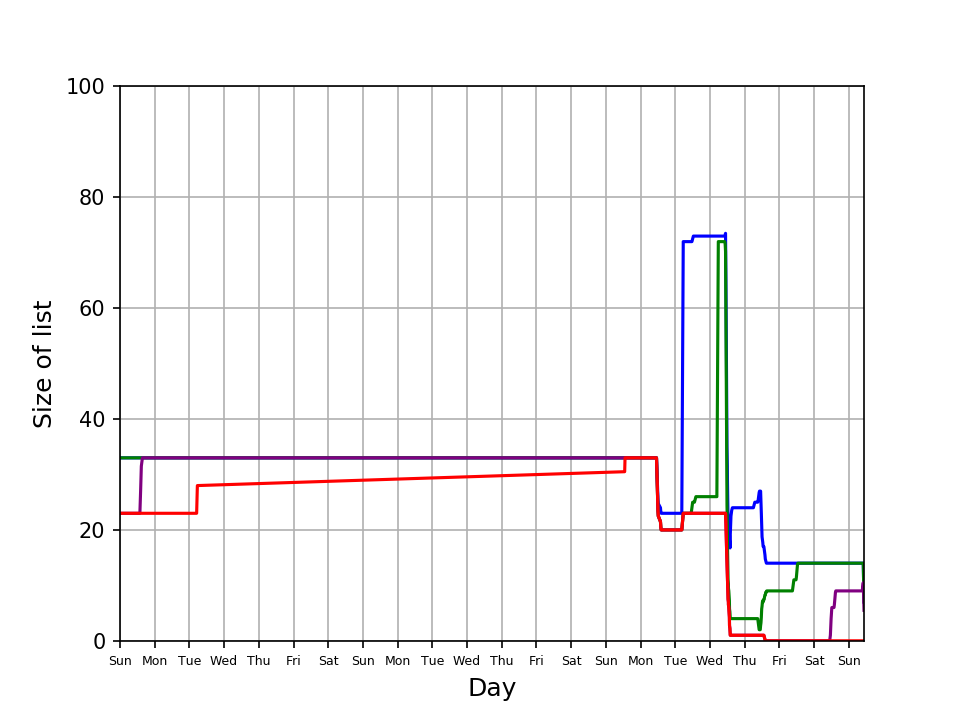 100
80
60
40
20
0
Size of list
Sun Mon Tue Wed Thu Fri Sat Sun Mon Tue Wed Thu Fri Sat Sun Mon Tue Wed Thu Fri Sat Sun
Day